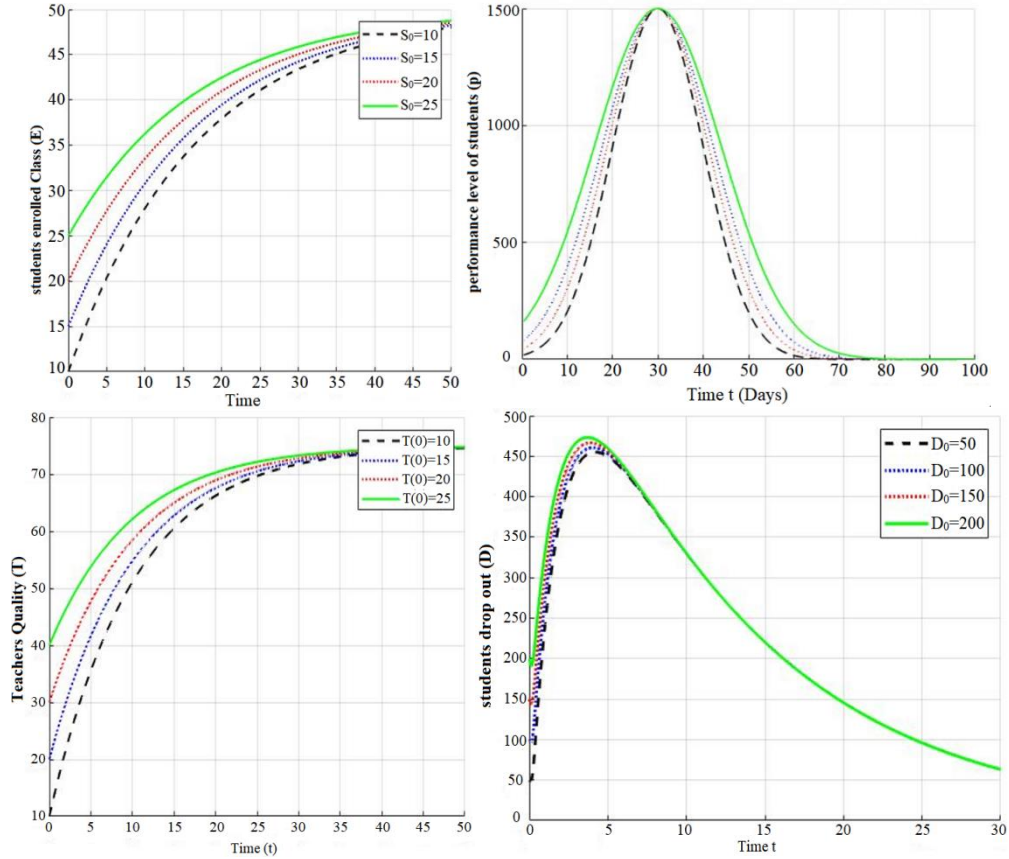 50
45
40
35
30
25
20
15
10
students enrolled Class (E)
S₀=10
S₀=15
S₀=20
S₀=25
0 5 10 15 20 25 30 35 40 45 50
Time
1500
1000
500
0
performance level of students (p)
0 10 20 30 40 50 60 70 80 90 100
Time t (Days)
80
70
60
50
40
30
20
10
Teachers Quality (T)
T(0)=10
T(0)=15
T(0)=20
T(0)=25
0 5 10 15 20 25 30 35 40 45 50
Time (t)
500
450
400
350
300
250
200
150
100
50
0
students drop out (D)
D₀=50
D₀=100
D₀=150
D₀=200
0 5 10 15 20 25 30
Time t